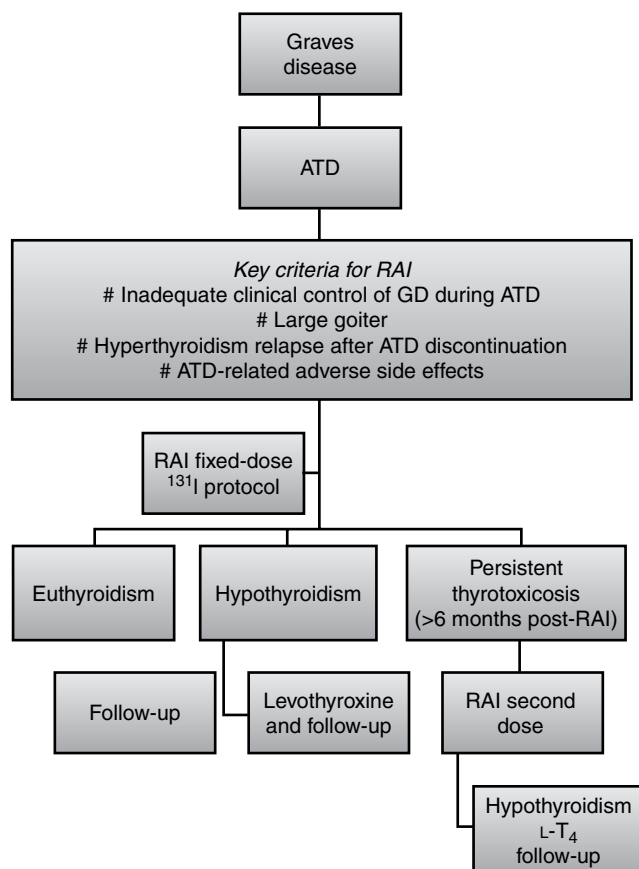 Graves
disease
ATD
Key criteria for RAI
# Inadequate clinical control of GD during ATD
# Large goiter
# Hyperthyroidism relapse after ATD discontinuation
# ATD-related adverse side effects
RAI fixed-dose
¹³¹I protocol
Euthyroidism
Hypothyroidism
Persistent
thyrotoxicosis
(>6 months post-RAI)
Follow-up
Levothyroxine
and follow-up
RAI second
dose
Hypothyroidism
L-T₄
follow-up